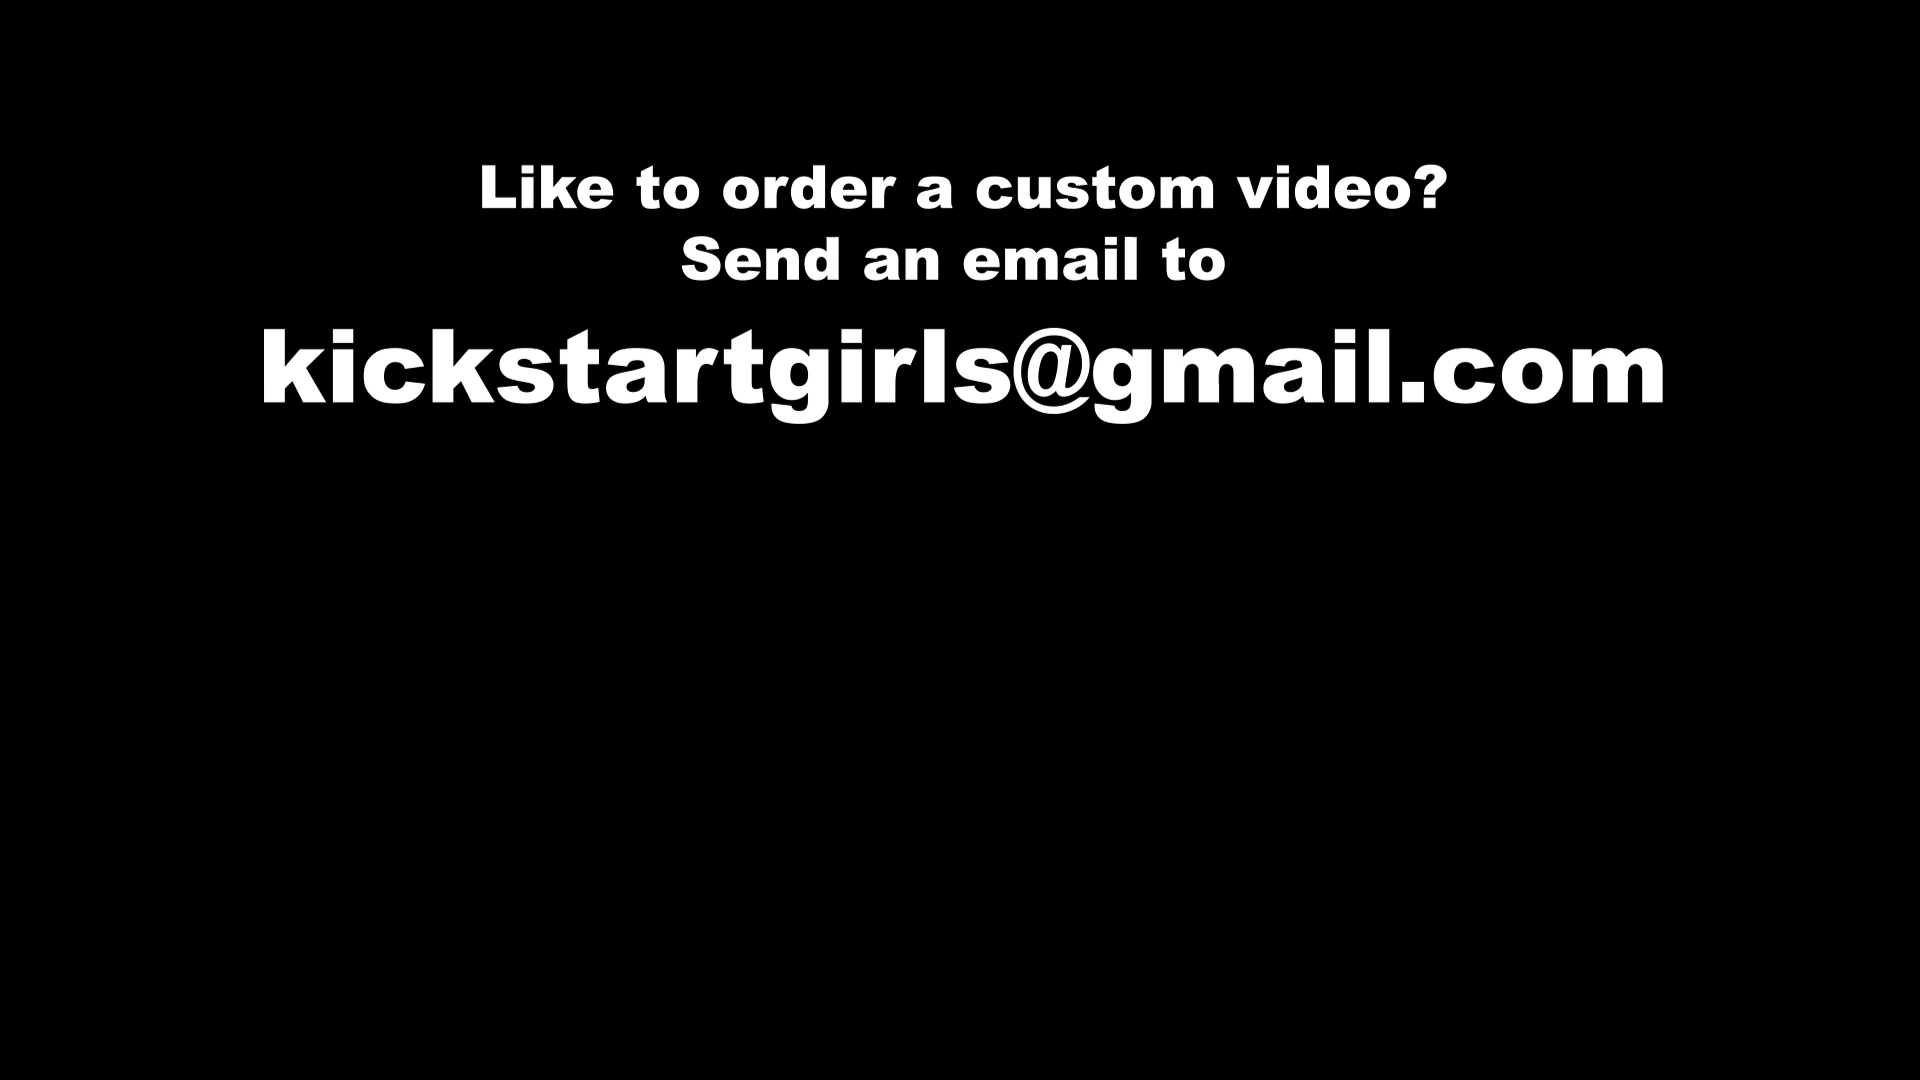 Like to order a custom video?
Send an email to
kickstartgirls@gmail.com